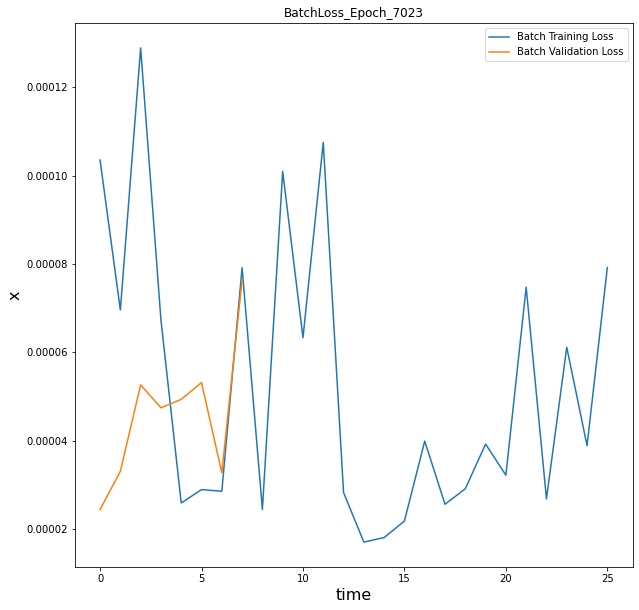 BatchLoss_Epoch_7023
Batch Training Loss
Batch Validation Loss
0.00012
0.00010
0.00008
0.00006
0.00004
0.00002
x
0 5 10 15 20 25
time